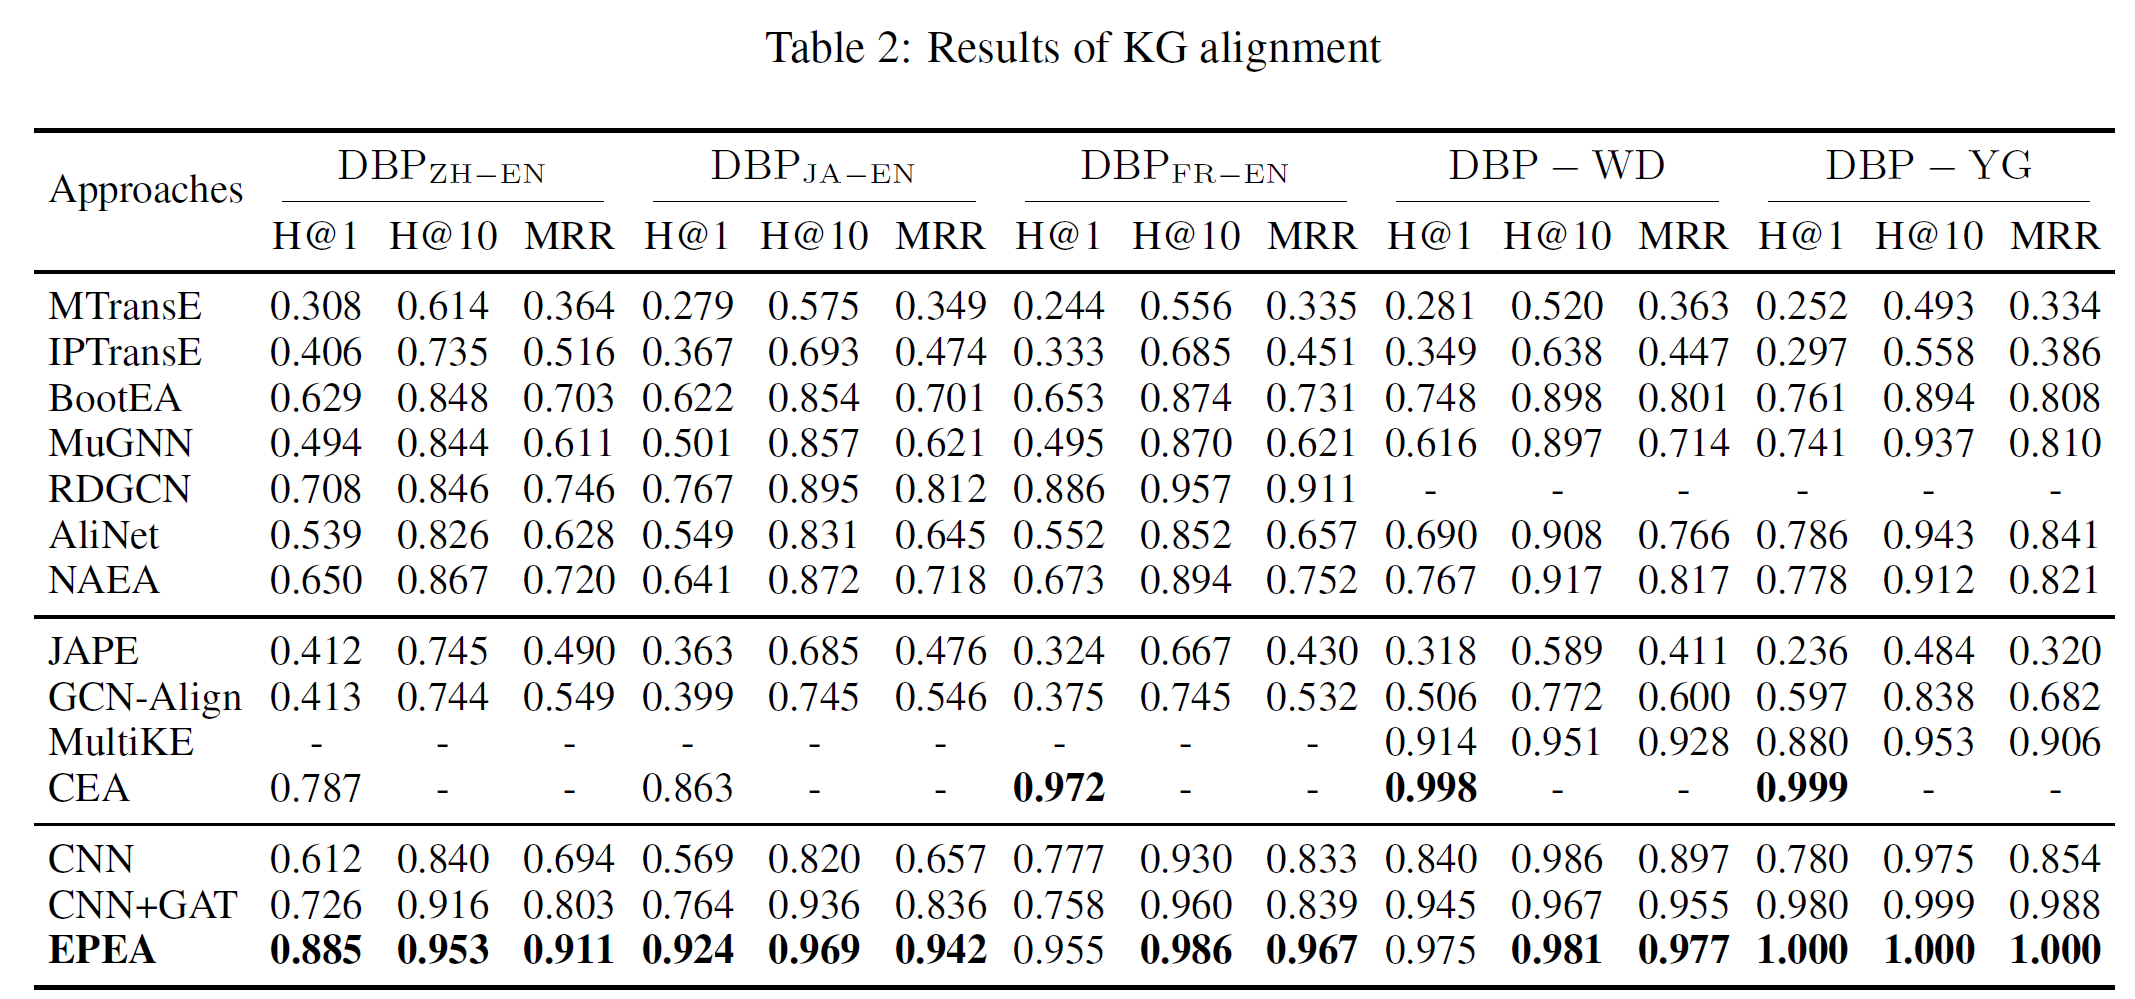 Table 2: Results of KG alignment
Approaches DBP_ZH−EN DBP_JA−EN DBP_FR−EN DBP − WD DBP − YG
H@1 H@10 MRR H@1 H@10 MRR H@1 H@10 MRR H@1 H@10 MRR H@1 H@10 MRR
MTransE 0.308 0.614 0.364 0.279 0.575 0.349 0.244 0.556 0.335 0.281 0.520 0.363 0.252 0.493 0.334
IPTransE 0.406 0.735 0.516 0.367 0.693 0.474 0.333 0.685 0.451 0.349 0.638 0.447 0.297 0.558 0.386
BootEA 0.629 0.848 0.703 0.622 0.854 0.701 0.653 0.874 0.731 0.748 0.898 0.801 0.761 0.894 0.808
MuGNN 0.494 0.844 0.611 0.501 0.857 0.621 0.495 0.870 0.621 0.616 0.897 0.714 0.741 0.937 0.810
RDGCN 0.708 0.846 0.746 0.767 0.895 0.812 0.886 0.957 0.911 - - - - - -
AliNet 0.539 0.826 0.628 0.549 0.831 0.645 0.552 0.852 0.657 0.690 0.908 0.766 0.786 0.943 0.841
NAEA 0.650 0.867 0.720 0.641 0.872 0.718 0.673 0.894 0.752 0.767 0.917 0.817 0.778 0.912 0.821
JAPE 0.412 0.745 0.490 0.363 0.685 0.476 0.324 0.667 0.430 0.318 0.589 0.411 0.236 0.484 0.320
GCN-Align 0.413 0.744 0.549 0.399 0.745 0.546 0.375 0.745 0.532 0.506 0.772 0.600 0.597 0.838 0.682
MultiKE - - - - - - - - - 0.914 0.951 0.928 0.880 0.953 0.906
CEA 0.787 - - 0.863 - - 0.972 - - 0.998 - - 0.999 - -
CNN 0.612 0.840 0.694 0.569 0.820 0.657 0.777 0.930 0.833 0.840 0.986 0.897 0.780 0.975 0.854
CNN+GAT 0.726 0.916 0.803 0.764 0.936 0.836 0.758 0.960 0.839 0.945 0.967 0.955 0.980 0.999 0.988
EPEA 0.885 0.953 0.911 0.924 0.969 0.942 0.955 0.986 0.967 0.975 0.981 0.977 1.000 1.000 1.000